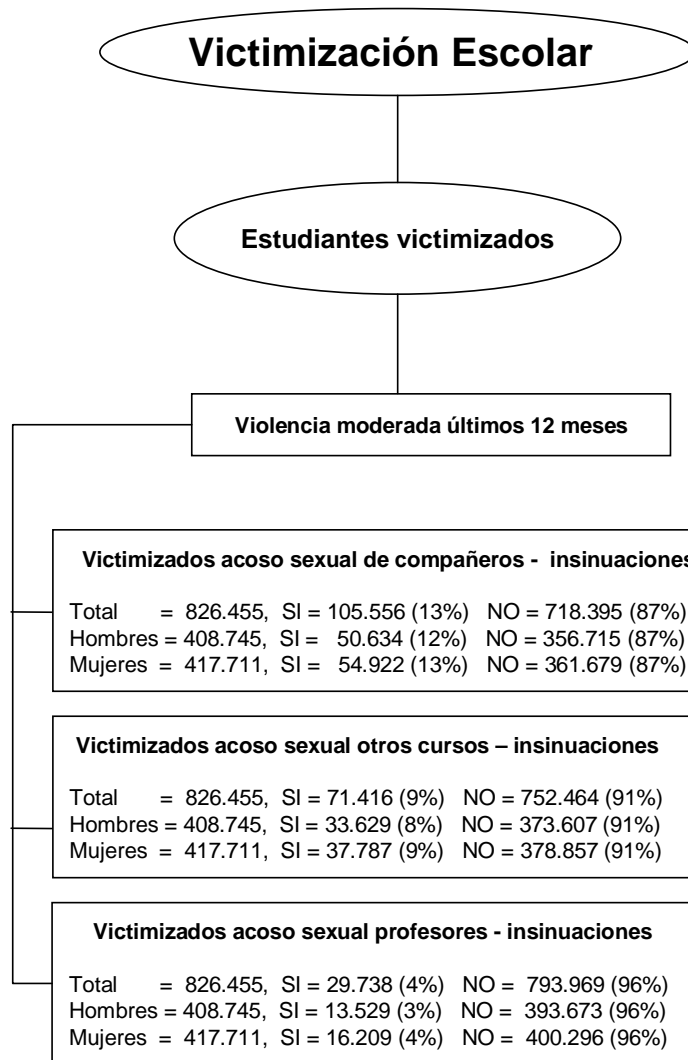 Victimización Escolar
Estudiantes victimizados
Violencia moderada últimos 12 meses
Victimizados acoso sexual de compañeros - insinuaciones
Total = 826.455, SI = 105.556 (13%) NO = 718.395 (87%)
Hombres = 408.745, SI = 50.634 (12%) NO = 356.715 (87%)
Mujeres = 417.711, SI = 54.922 (13%) NO = 361.679 (87%)
Victimizados acoso sexual otros cursos – insinuaciones
Total = 826.455, SI = 71.416 (9%) NO = 752.464 (91%)
Hombres = 408.745, SI = 33.629 (8%) NO = 373.607 (91%)
Mujeres = 417.711, SI = 37.787 (9%) NO = 378.857 (91%)
Victimizados acoso sexual profesores - insinuaciones
Total = 826.455, SI = 29.738 (4%) NO = 793.969 (96%)
Hombres = 408.745, SI = 13.529 (3%) NO = 393.673 (96%)
Mujeres = 417.711, SI = 16.209 (4%) NO = 400.296 (96%)